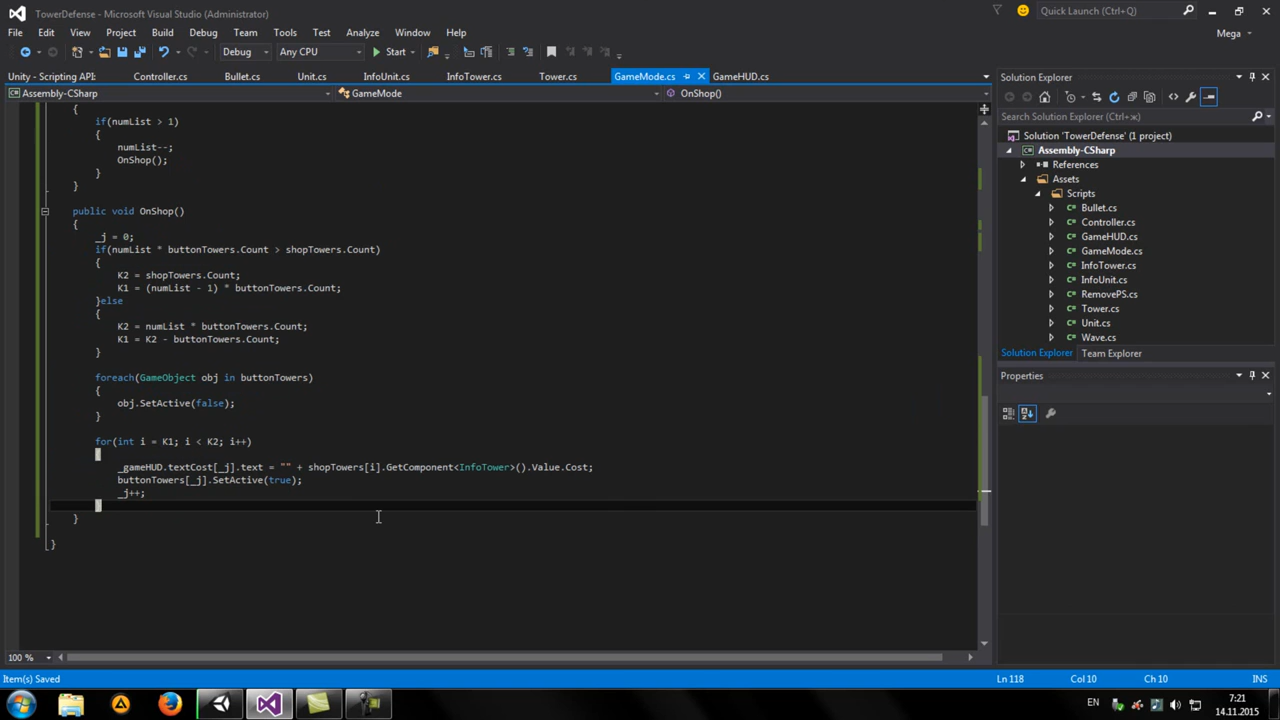 TowerDefense - Microsoft Visual Studio (Administrator)
Quick Launch (Ctrl+Q)
File Edit View Project Build Debug Team Tools Test Analyze Window Help
Mega
Debug Any CPU Start
Unity - Scripting API: Controller.cs Bullet.cs Unit.cs InfoUnit.cs InfoTower.cs Tower.cs GameMode.cs GameHUD.cs
Assembly-CSharp GameMode OnShop()
{
if(numList > 1)
{
numList--;
OnShop();
}
}
public void OnShop()
{
_j = 0;
if(numList * buttonTowers.Count > shopTowers.Count)
{
K2 = shopTowers.Count;
K1 = (numList - 1) * buttonTowers.Count;
}else
{
K2 = numList * buttonTowers.Count;
K1 = K2 - buttonTowers.Count;
}
foreach(GameObject obj in buttonTowers)
{
obj.SetActive(false);
}
for(int i = K1; i < K2; i++)
{
_gameHUD.textCost[_j].text = "" + shopTowers[i].GetComponent<InfoTower>().Value.Cost;
buttonTowers[_j].SetActive(true);
_j++;
}
}
}
100 %
Solution Explorer
Search Solution Explorer (Ctrl+ж)
Solution 'TowerDefense' (1 project)
Assembly-CSharp
References
Assets
Scripts
Bullet.cs
Controller.cs
GameHUD.cs
GameMode.cs
InfoTower.cs
InfoUnit.cs
RemovePS.cs
Tower.cs
Unit.cs
Wave.cs
Solution Explorer Team Explorer
Properties
Item(s) Saved Ln 118 Col 10 Ch 10 INS
EN 7:21
14.11.2015